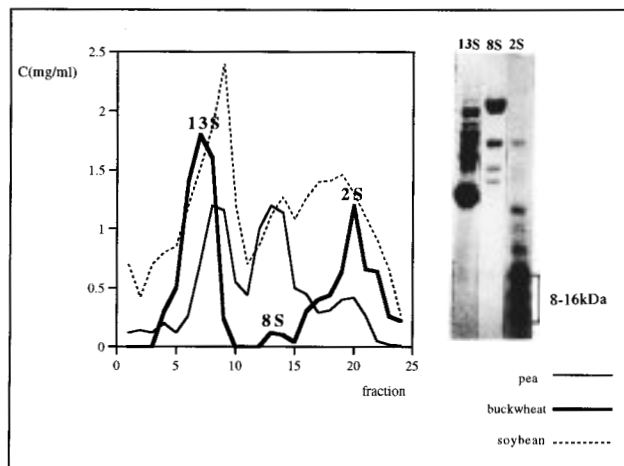 2.5
C(mg/ml)
2
1.5
1
0.5
0
0 5 10 15 20 25
fraction
13S
8S
2S
13S 8S 2S
8-16kDa
pea
buckwheat
soybean